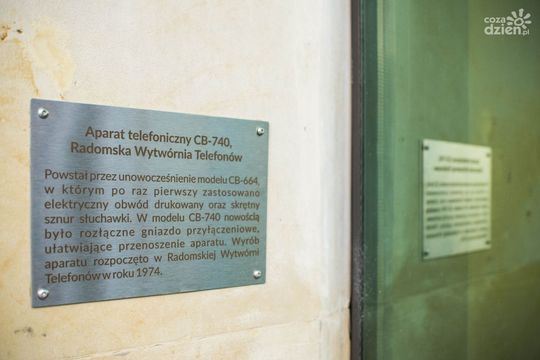 coza
dzień.pl
Aparat telefoniczny CB-740,
Radomska Wytwórnia Telefonów
Powstał przez unowocześnienie modelu CB-664,
w którym po raz pierwszy zastosowano
elektryczny obwód drukowany oraz skrętny
sznur słuchawki. W modelu CB-740 nowością
było rozłączne gniazdo przyłączeniowe,
ułatwiające przenoszenie aparatu. Wyrób
aparatu rozpoczęto w Radomskiej Wytwórni
Telefonów w roku 1974.